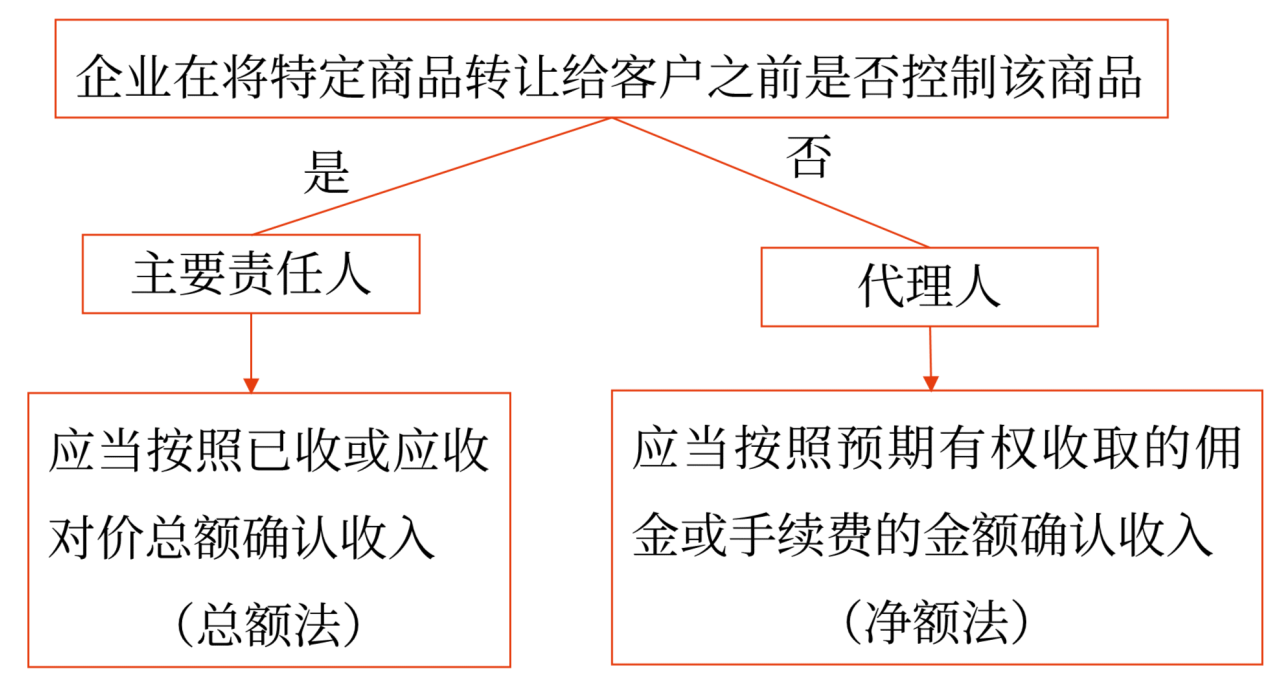 企业在将特定商品转让给客户之前是否控制该商品
是
否
主要责任人
代理人
应当按照已收或应收
对价总额确认收入
（总额法）
应当按照预期有权收取的佣
金或手续费的金额确认收入
（净额法）